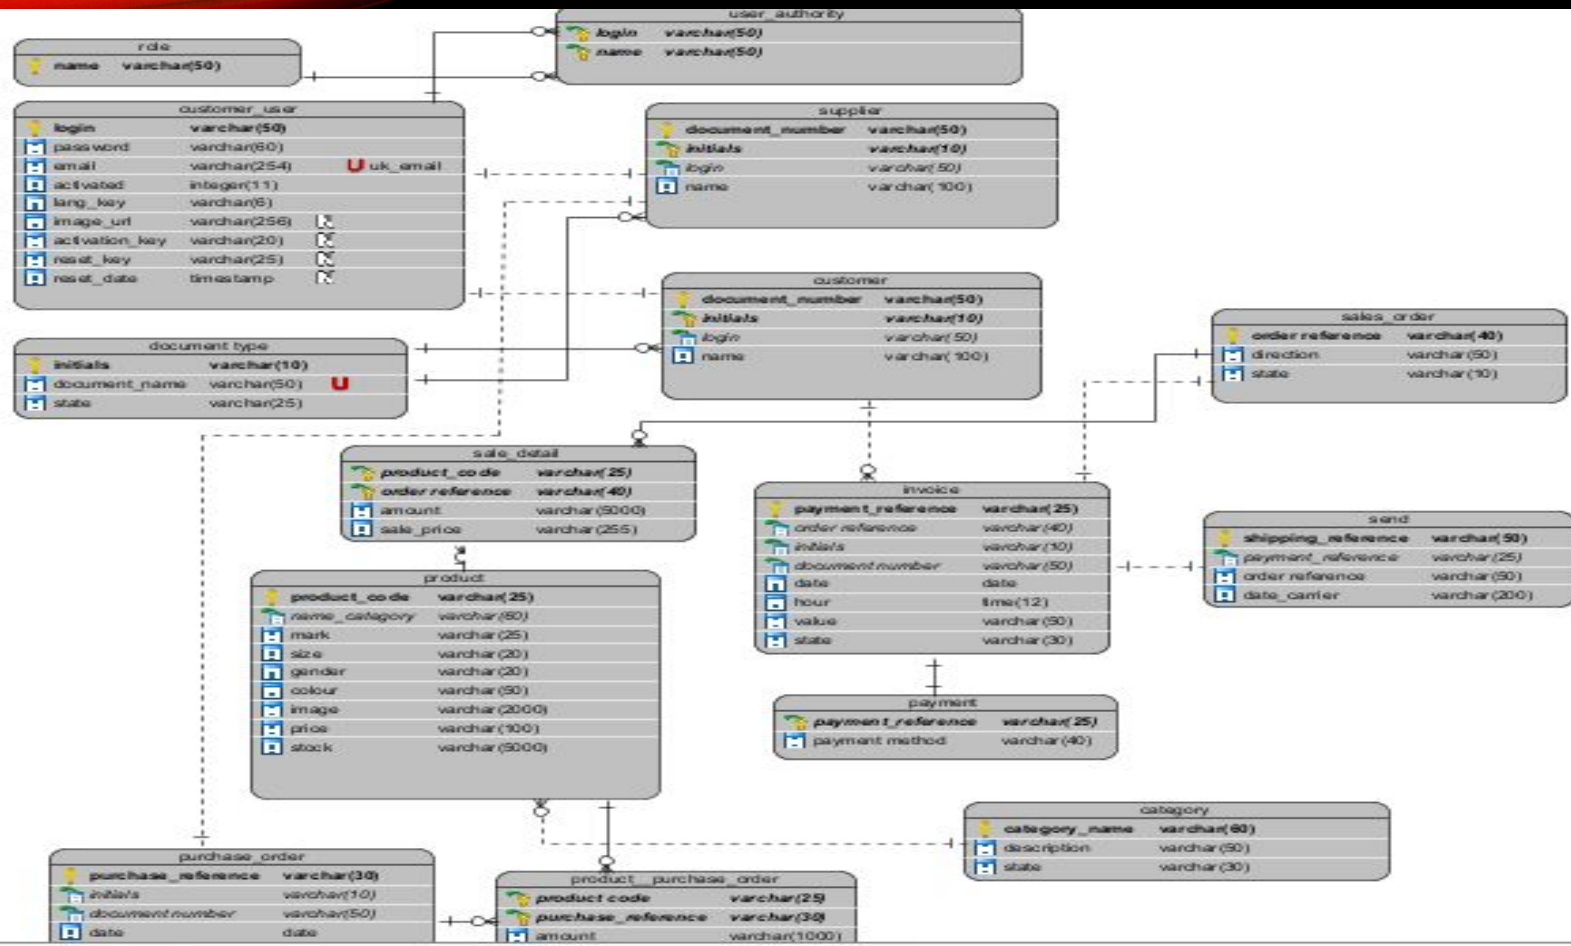 user_authority
login varchar(50)
name varchar(50)
role
name varchar(50)
customer_user
login varchar(50)
password varchar(60)
email varchar(254) U uk_email
activated integer(11)
lang_key varchar(6)
image_url varchar(256) N
activation_key varchar(20) N
reset_key varchar(25) N
reset_date timestamp N
supplier
document_number varchar(50)
initials varchar(10)
login varchar(50)
name varchar(100)
customer
document_number varchar(50)
initials varchar(10)
login varchar(50)
name varchar(100)
sales_order
order reference varchar(40)
direction varchar(50)
state varchar(10)
document type
initials varchar(10)
document_name varchar(50) U
state varchar(25)
sale_detail
product_code varchar(25)
order reference varchar(40)
amount varchar(5000)
sale_price varchar(255)
invoice
payment_reference varchar(25)
order reference varchar(40)
initials varchar(10)
document number varchar(50)
date date
hour time(12)
value varchar(50)
state varchar(30)
send
shipping_reference varchar(50)
payment_reference varchar(25)
order reference varchar(50)
date_carrier varchar(200)
product
product_code varchar(25)
name_category varchar(60)
mark varchar(25)
size varchar(20)
gender varchar(20)
colour varchar(50)
image varchar(2000)
price varchar(100)
stock varchar(5000)
payment
payment_reference varchar(25)
payment method varchar(40)
category
category_name varchar(60)
description varchar(90)
state varchar(30)
purchase_order
purchase_reference varchar(30)
initials varchar(10)
document number varchar(50)
date date
product_purchase_order
product code varchar(25)
purchase_reference varchar(30)
amount varchar(1000)